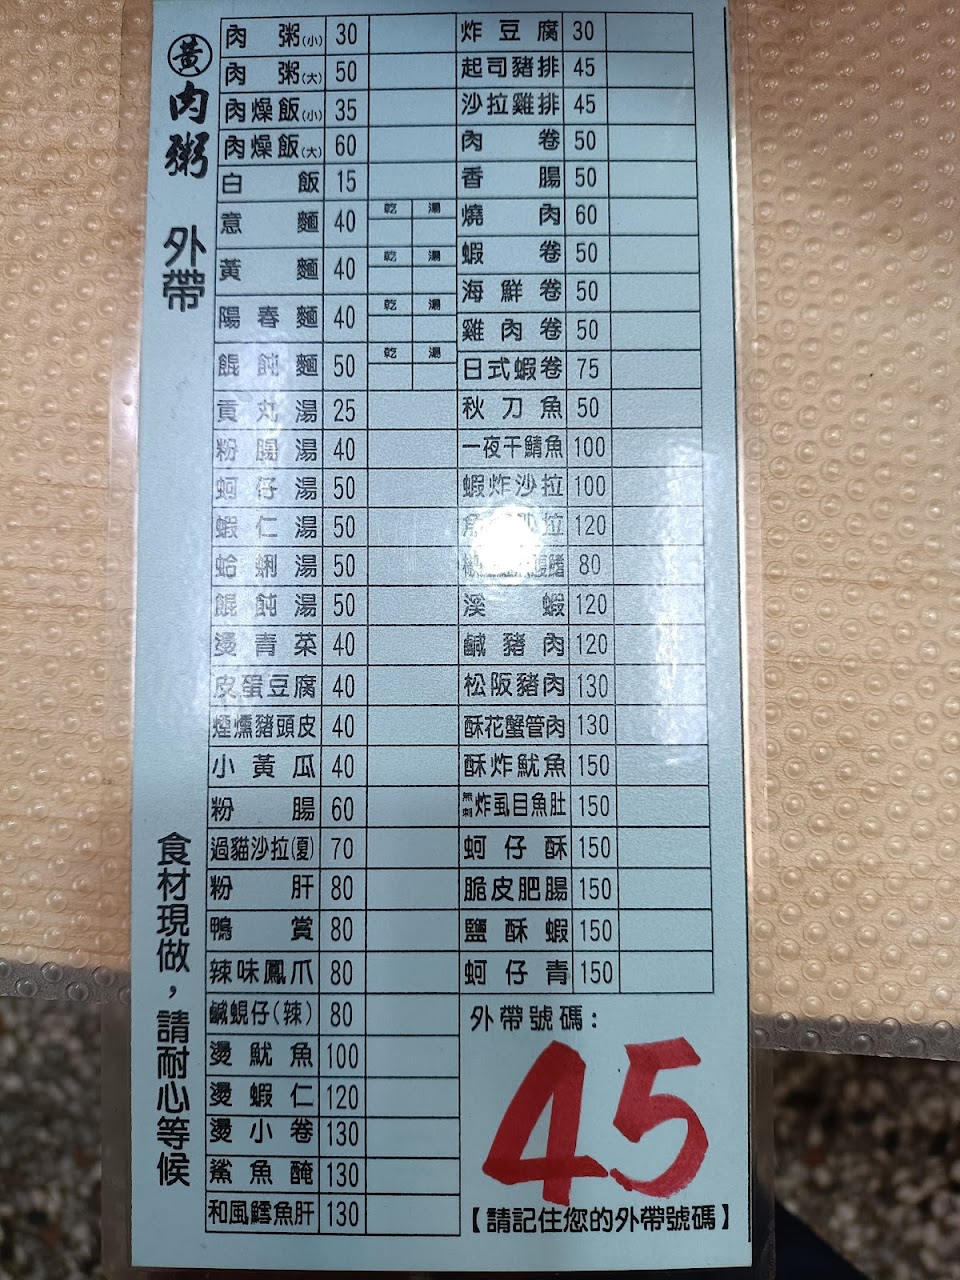 黃
肉粥
外帶
食材現做，請耐心等候
肉粥(小) 30
肉粥(大) 50
肉燥飯(小) 35
肉燥飯(大) 60
白飯 15
意麵 40 乾 湯
黃麵 40 乾 湯
陽春麵 40 乾 湯
餛飩麵 50 乾 湯
貢丸湯 25
粉腸湯 40
蚵仔湯 50
蝦仁湯 50
蛤蜊湯 50
餛飩湯 50
燙青菜 40
皮蛋豆腐 40
煙燻豬頭皮 40
小黃瓜 40
粉腸 60
過貓沙拉(夏) 70
粉肝 80
鴨賞 80
辣味鳳爪 80
鹹蜆仔(辣) 80
燙魷魚 100
燙蝦仁 120
燙小卷 130
鯊魚醃 130
和風鱈魚肝 130
炸豆腐 30
起司豬排 45
沙拉雞排 45
肉卷 50
香腸 50
燒肉 60
蝦卷 50
海鮮卷 50
雞肉卷 50
日式蝦卷 75
秋刀魚 50
一夜干鯖魚 100
蝦炸沙拉 100
沙拉 120
80
溪蝦 120
鹹豬肉 120
松阪豬肉 130
酥花蟹管肉 130
酥炸魷魚 150
無刺炸虱目魚肚 150
蚵仔酥 150
脆皮肥腸 150
鹽酥蝦 150
蚵仔青 150
外帶號碼：
45
【請記住您的外帶號碼】